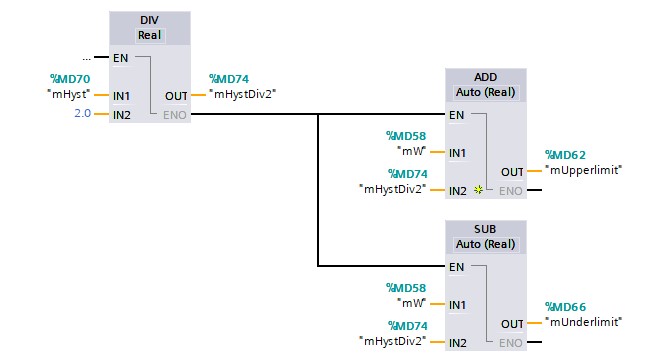 DIV
Real
... EN
%MD70 %MD74
"mHyst" IN1 OUT "mHystDiv2"
2.0 IN2 ENO
ADD
Auto (Real)
EN
%MD58
"mW" IN1
%MD62
OUT "mUpperlimit"
%MD74
"mHystDiv2" IN2 ENO
SUB
Auto (Real)
EN
%MD58
"mW" IN1
%MD66
OUT "mUnderlimit"
%MD74
"mHystDiv2" IN2 ENO